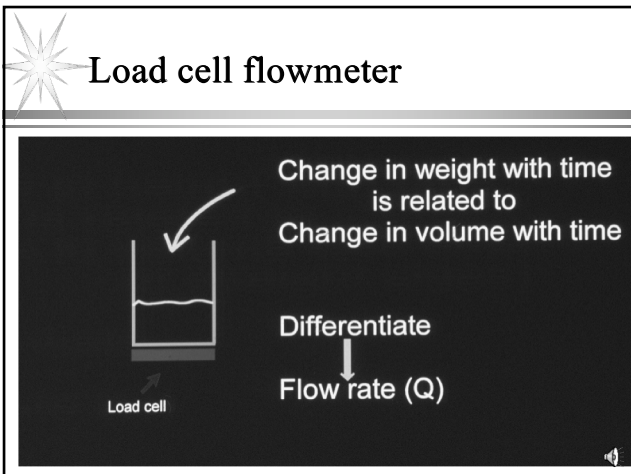 Load cell flowmeter
Change in weight with time
is related to
Change in volume with time
Differentiate
Flow rate (Q)
Load cell